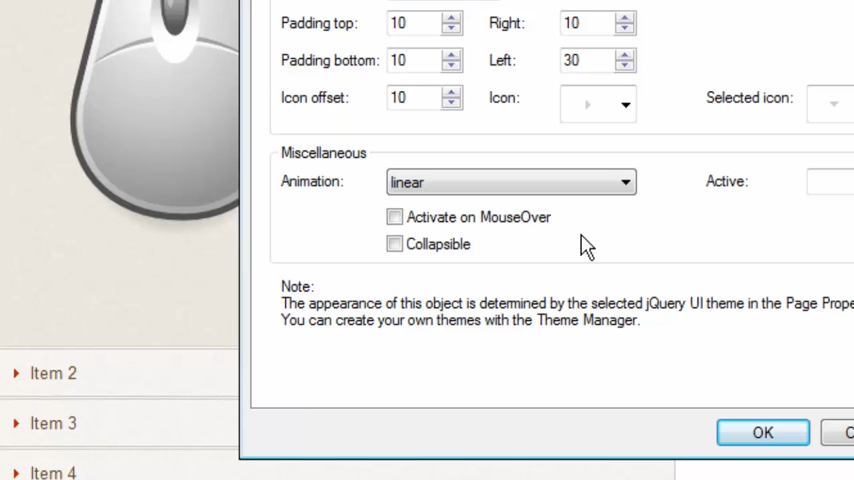 Padding top: 10 Right: 10
Padding bottom: 10 Left: 30
Icon offset: 10 Icon: Selected icon:
Miscellaneous
Animation: linear Active:
Activate on MouseOver
Collapsible
Note:
The appearance of this object is determined by the selected jQuery UI theme in the Page Prope
You can create your own themes with the Theme Manager.
Item 2
Item 3
OK C
Item 4